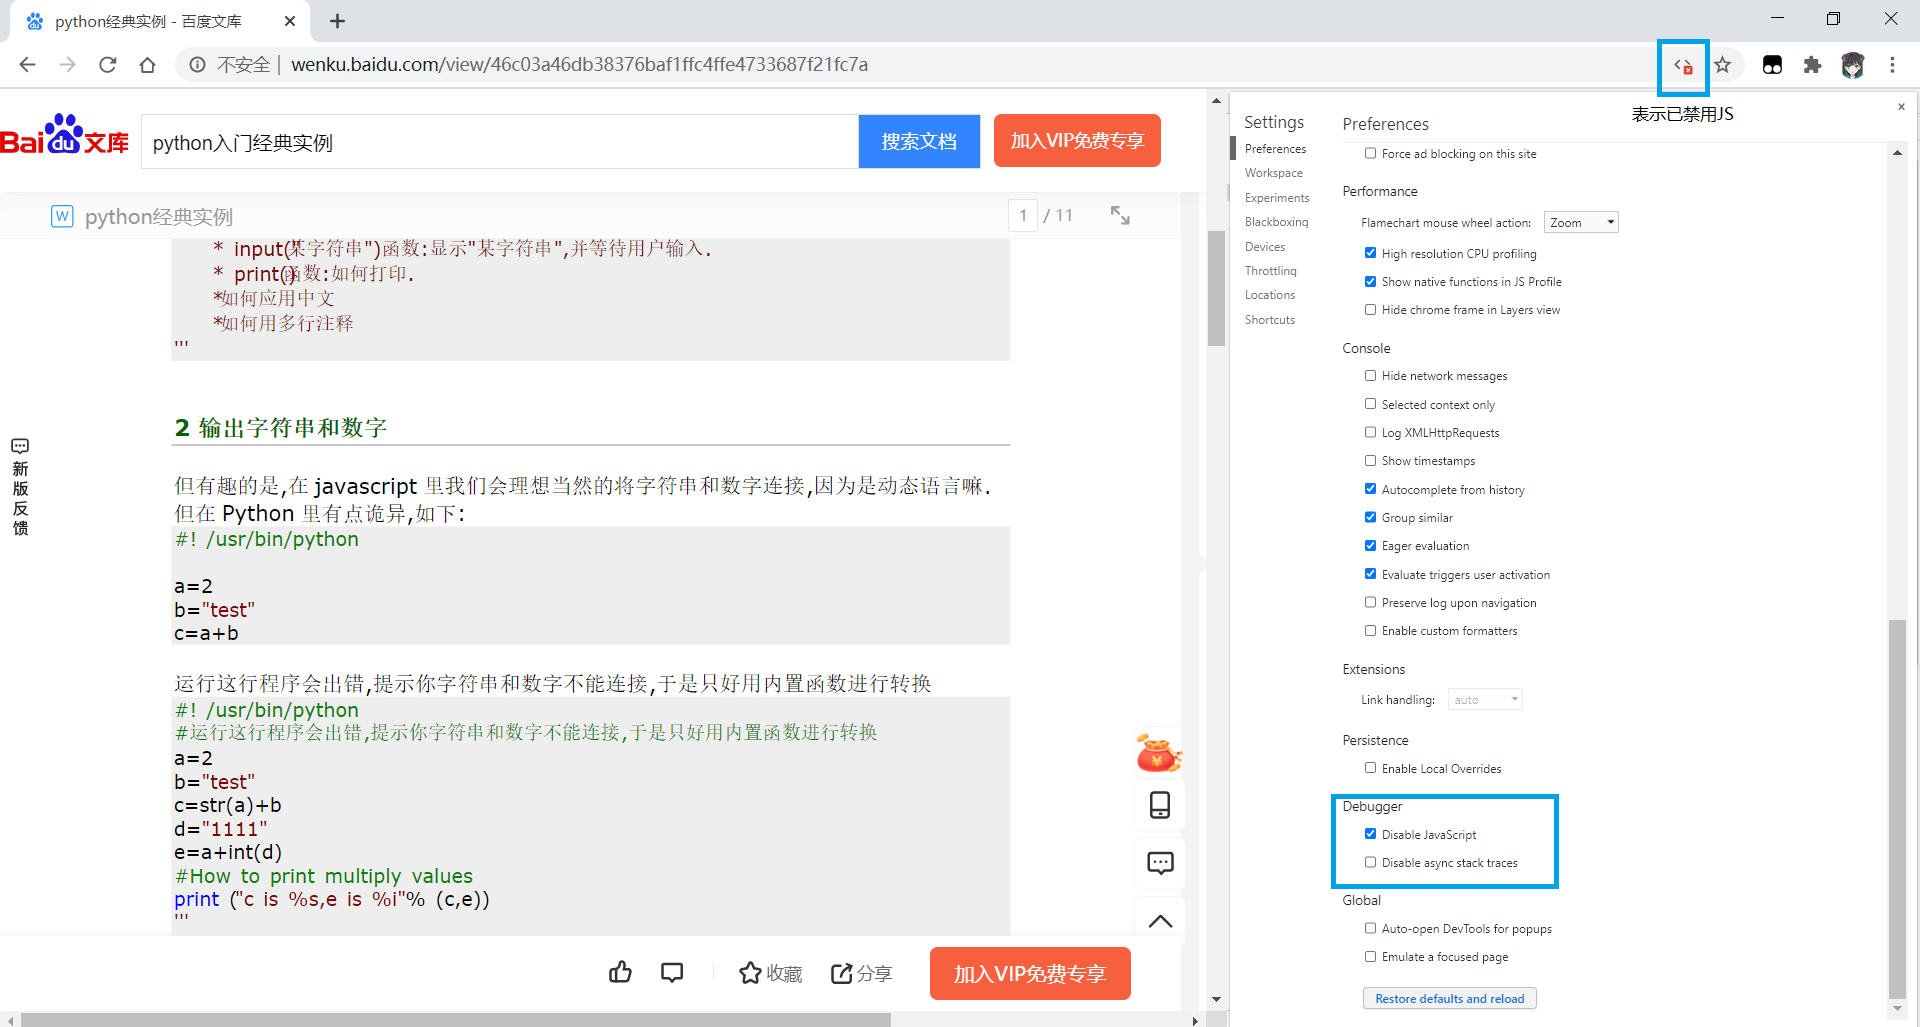 python经典实例 - 百度文库
不安全 | wenku.baidu.com/view/46c03a46db38376baf1ffc4ffe4733687f21fc7a
Baidu文库
python入门经典实例
搜索文档
加入VIP免费专享
W python经典实例
1 / 11
* input("某字符串")函数:显示"某字符串",并等待用户输入.
* print()函数:如何打印.
*如何应用中文
*如何用多行注释
'''
2 输出字符串和数字
但有趣的是,在 javascript 里我们会理想当然的将字符串和数字连接,因为是动态语言嘛.
但在 Python 里有点诡异,如下:
#! /usr/bin/python
a=2
b="test"
c=a+b
运行这行程序会出错,提示你字符串和数字不能连接,于是只好用内置函数进行转换
#! /usr/bin/python
#运行这行程序会出错,提示你字符串和数字不能连接,于是只好用内置函数进行转换
a=2
b="test"
c=str(a)+b
d="1111"
e=a+int(d)
#How to print multiply values
print ("c is %s,e is %i"% (c,e))
'''
新
版
反
馈
收藏
分享
加入VIP免费专享
表示已禁用JS
Settings
Preferences
Workspace
Experiments
Blackboxing
Devices
Throttling
Locations
Shortcuts
Preferences
Force ad blocking on this site
Performance
Flamechart mouse wheel action: Zoom
High resolution CPU profiling
Show native functions in JS Profile
Hide chrome frame in Layers view
Console
Hide network messages
Selected context only
Log XMLHttpRequests
Show timestamps
Autocomplete from history
Group similar
Eager evaluation
Evaluate triggers user activation
Preserve log upon navigation
Enable custom formatters
Extensions
Link handling: auto
Persistence
Enable Local Overrides
Debugger
Disable JavaScript
Disable async stack traces
Global
Auto-open DevTools for popups
Emulate a focused page
Restore defaults and reload